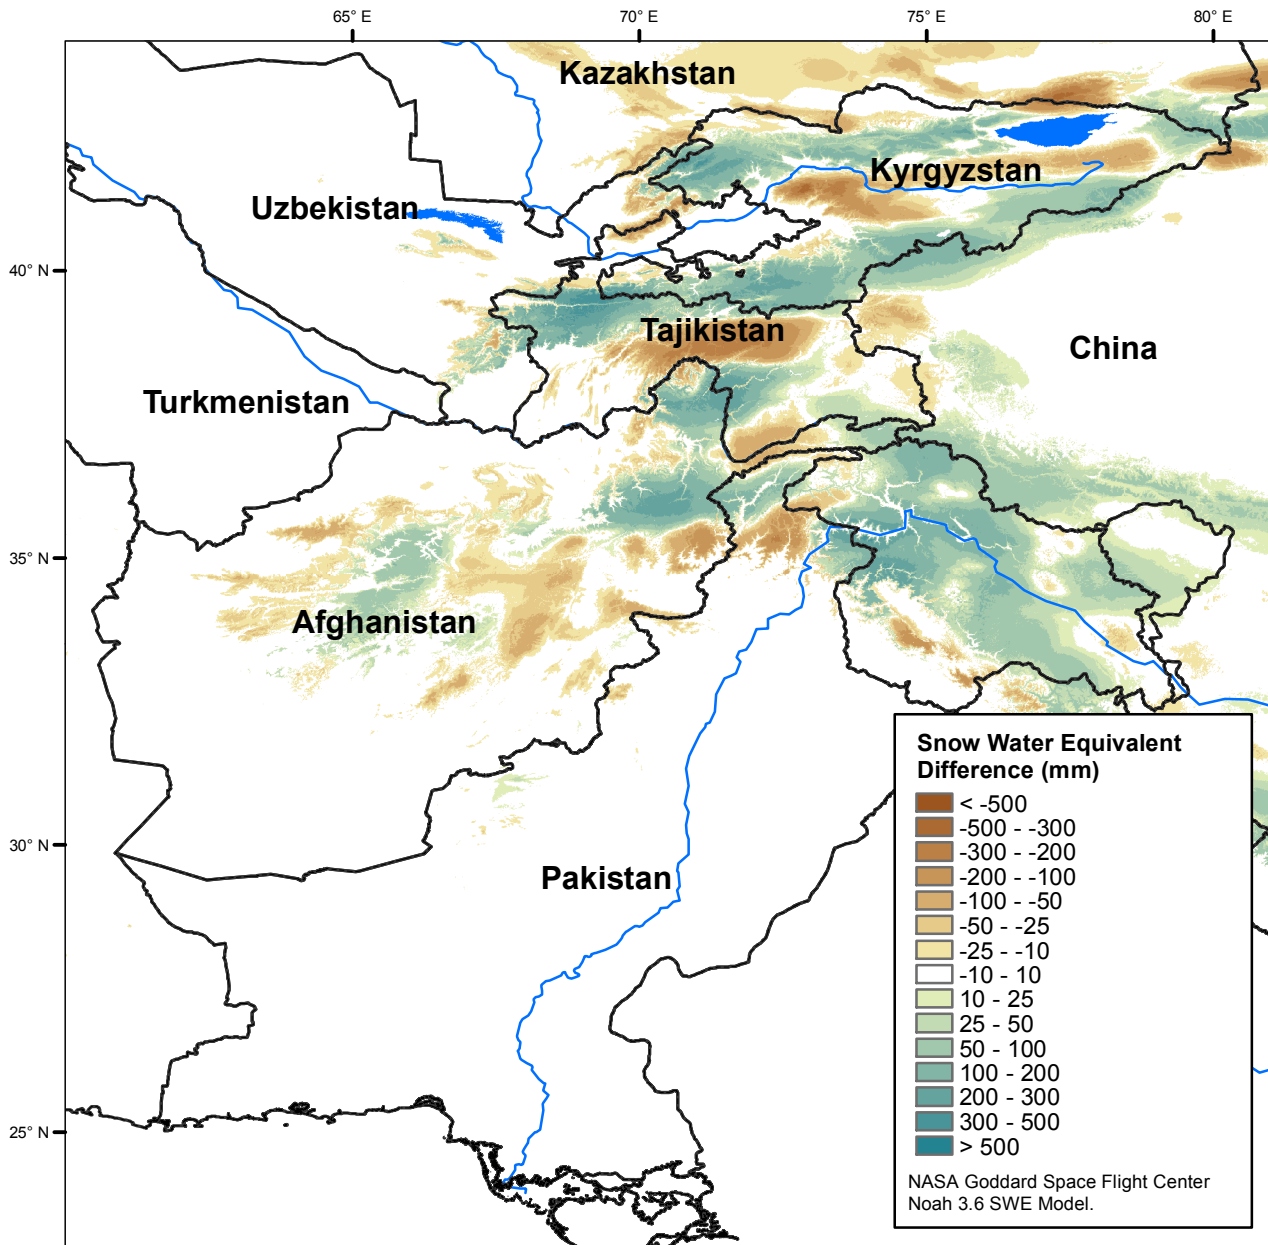 65° E
70° E
75° E
80° E
Kazakhstan
Kyrgyzstan
Uzbekistan
40° N
Tajikistan
China
Turkmenistan
35° N
Afghanistan
Snow Water Equivalent
Difference (mm)
< -500
-500 - -300
-300 - -200
-200 - -100
-100 - -50
-50 - -25
-25 - -10
-10 - 10
10 - 25
25 - 50
50 - 100
100 - 200
200 - 300
300 - 500
> 500
NASA Goddard Space Flight Center
Noah 3.6 SWE Model.
30° N
Pakistan
25° N